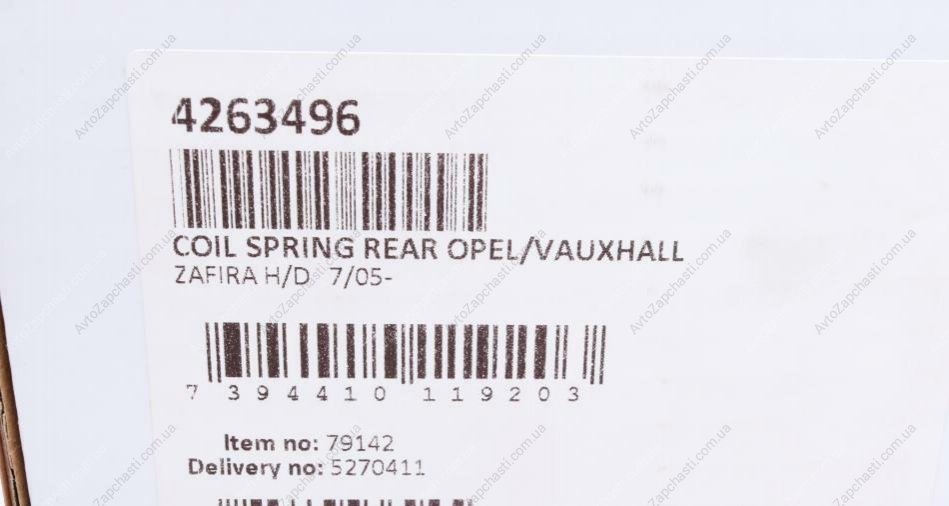 4263496
COIL SPRING REAR OPEL/VAUXHALL
ZAFIRA H/D 7/05-
7 394410 119203
Item no: 79142
Delivery no: 5270411
AvtoZapchasti.com.ua